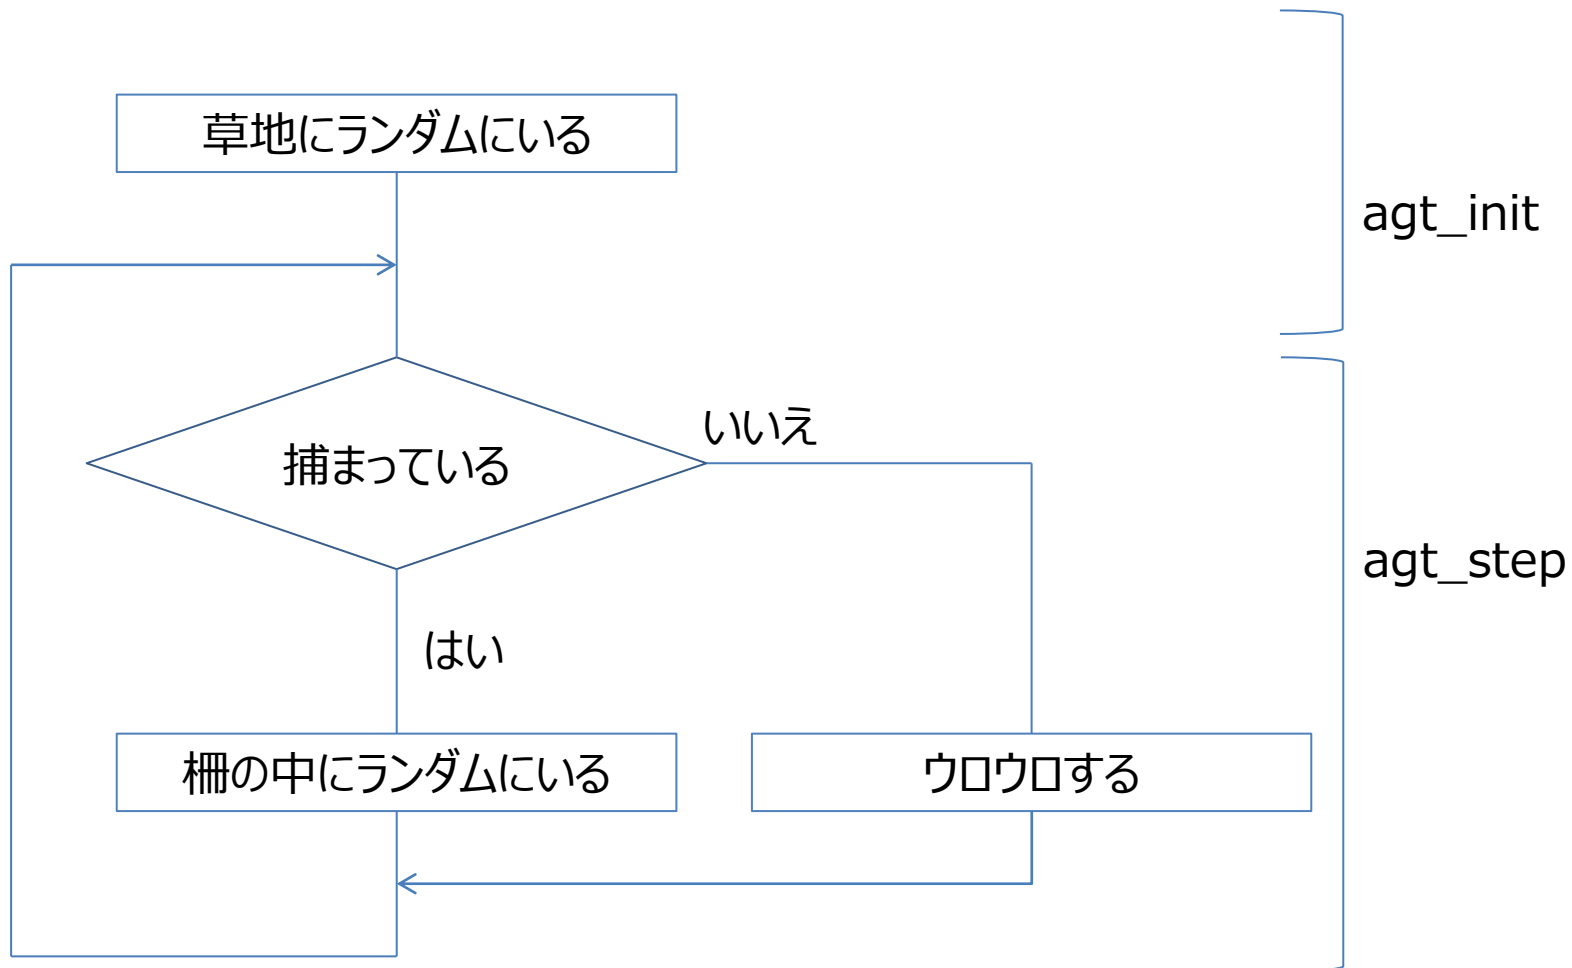 草地にランダムにいる
agt_init
いいえ
捕まっている
agt_step
はい
柵の中にランダムにいる
ウロウロする